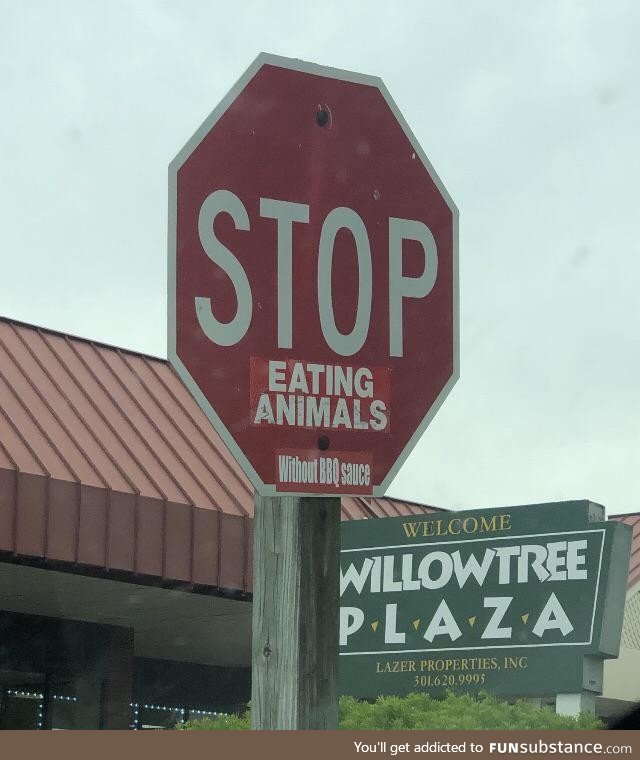 STOP
EATING
ANIMALS
Without BBQ sauce
WELCOME
WILLOWTREE
PLAZA
LAZER PROPERTIES, INC
301.620.9995
You'll get addicted to FUNsubstance.com